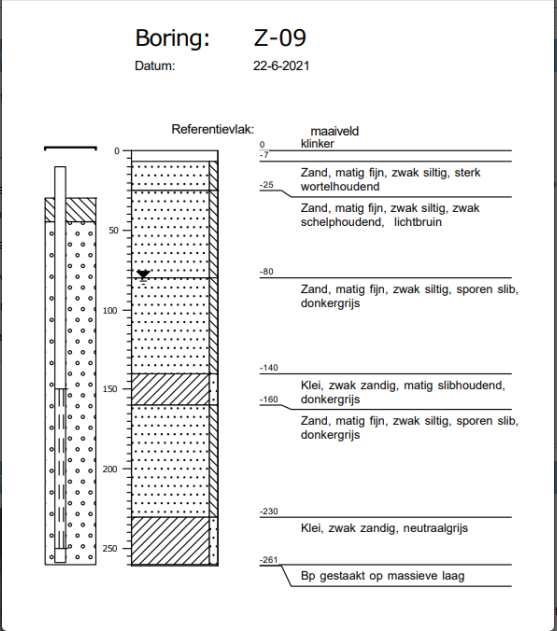 Boring: Z-09
Datum: 22-6-2021
Referentievlak: maaiveld
0 klinker
-7
Zand, matig fijn, zwak siltig, sterk
wortelhoudend
-25
Zand, matig fijn, zwak siltig, zwak
schelphoudend, lichtbruin
-80
Zand, matig fijn, zwak siltig, sporen slib,
donkergrijs
-140
Klei, zwak zandig, matig slibhoudend,
donkergrijs
-160
Zand, matig fijn, zwak siltig, sporen slib,
donkergrijs
-230
Klei, zwak zandig, neutraalgrijs
-261
Bp gestaakt op massieve laag
0
50
100
150
200
250